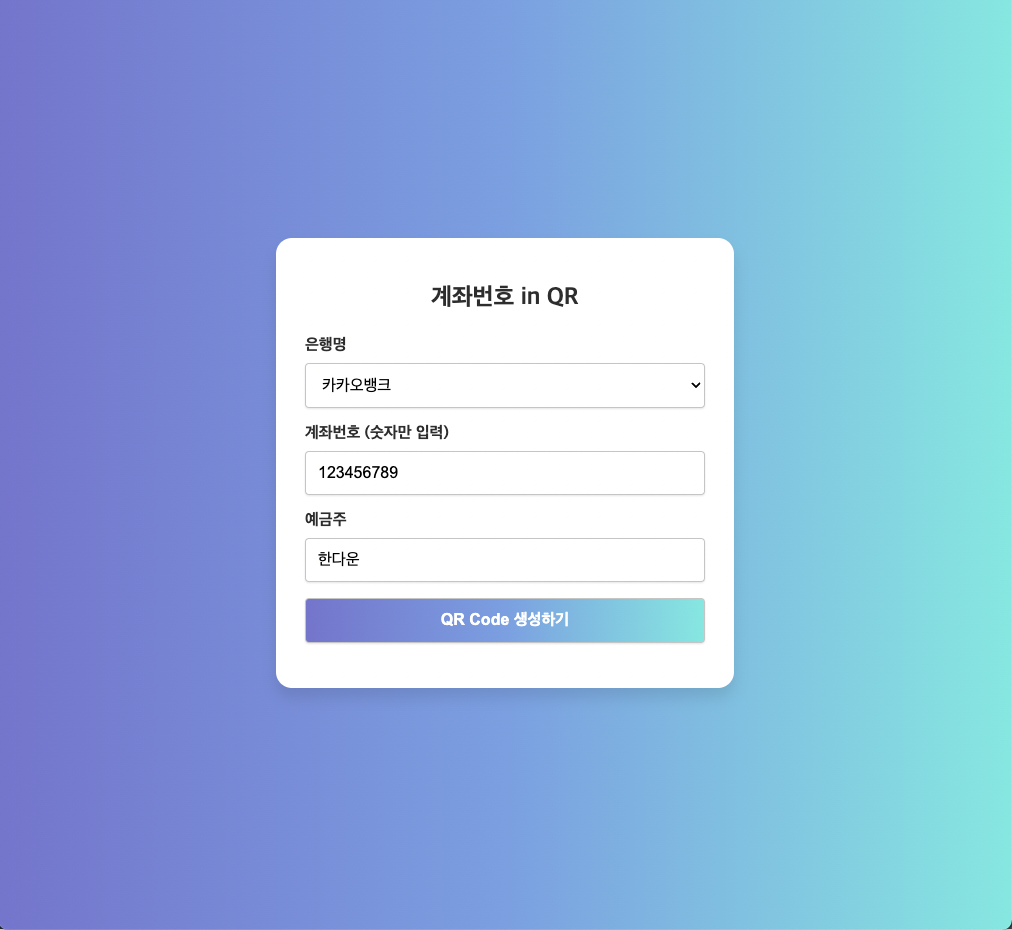 계좌번호 in QR
은행명
카카오뱅크
계좌번호 (숫자만 입력)
123456789
예금주
한다운
QR Code 생성하기